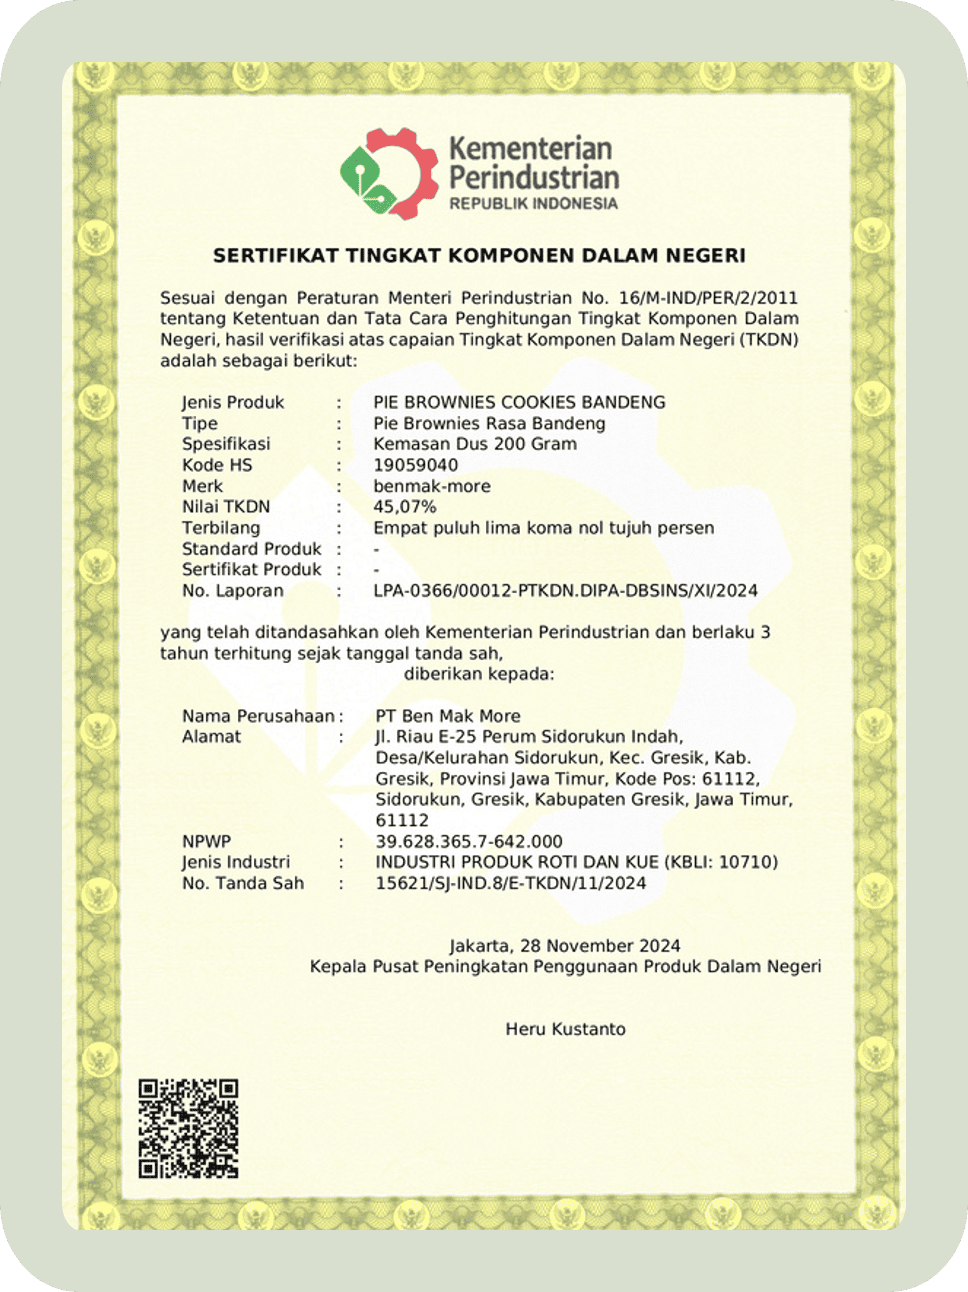 Kementerian
Perindustrian
REPUBLIK INDONESIA
SERTIFIKAT TINGKAT KOMPONEN DALAM NEGERI
Sesuai dengan Peraturan Menteri Perindustrian No. 16/M-IND/PER/2/2011
tentang Ketentuan dan Tata Cara Penghitungan Tingkat Komponen Dalam
Negeri, hasil verifikasi atas capaian Tingkat Komponen Dalam Negeri (TKDN)
adalah sebagai berikut:
Jenis Produk : PIE BROWNIES COOKIES BANDENG
Tipe : Pie Brownies Rasa Bandeng
Spesifikasi : Kemasan Dus 200 Gram
Kode HS : 19059040
Merk : benmak-more
Nilai TKDN : 45,07%
Terbilang : Empat puluh lima koma nol tujuh persen
Standard Produk : -
Sertifikat Produk : -
No. Laporan : LPA-0366/00012-PTKDN.DIPA-DBSINS/XI/2024
yang telah ditandasahkan oleh Kementerian Perindustrian dan berlaku 3
tahun terhitung sejak tanggal tanda sah,
diberikan kepada:
Nama Perusahaan : PT Ben Mak More
Alamat : Jl. Riau E-25 Perum Sidorukun Indah,
Desa/Kelurahan Sidorukun, Kec. Gresik, Kab.
Gresik, Provinsi Jawa Timur, Kode Pos: 61112,
Sidorukun, Gresik, Kabupaten Gresik, Jawa Timur,
61112
NPWP : 39.628.365.7-642.000
Jenis Industri : INDUSTRI PRODUK ROTI DAN KUE (KBLI: 10710)
No. Tanda Sah : 15621/SJ-IND.8/E-TKDN/11/2024
Jakarta, 28 November 2024
Kepala Pusat Peningkatan Penggunaan Produk Dalam Negeri
Heru Kustanto